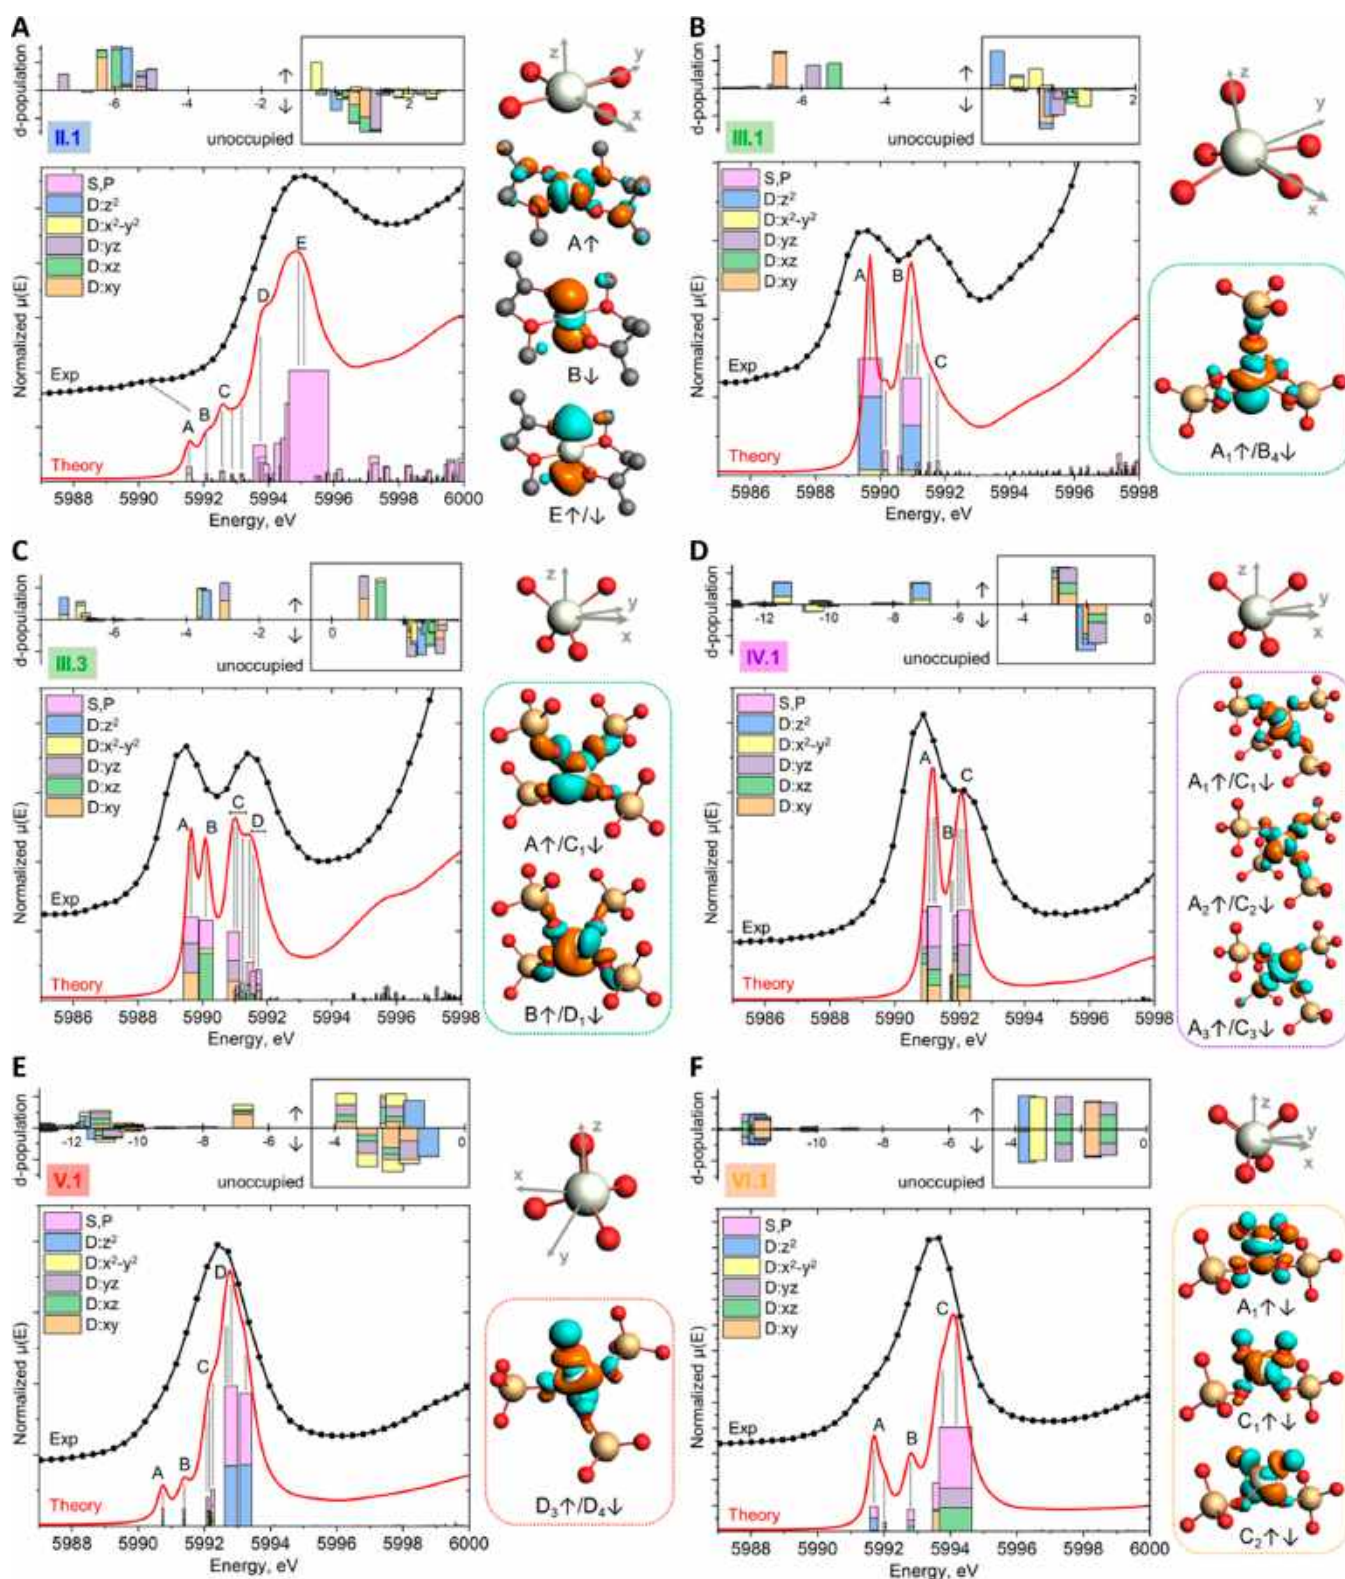 A
d-population
-6
-4
-2
2
↑
↓
unoccupied
II.1
z
y
x
S,P
D:z²
D:x²-y²
D:yz
D:xz
D:xy
Normalized μ(E)
Exp
Theory
A
B
C
D
E
5988
5990
5992
5994
5996
5998
6000
Energy, eV
A↑
B↓
E↑/↓
B
d-population
-6
-4
-2
2
↑
↓
unoccupied
III.1
z
y
x
S,P
D:z²
D:x²-y²
D:yz
D:xz
D:xy
Normalized μ(E)
Exp
Theory
A
B
C
5986
5988
5990
5992
5994
5996
5998
Energy, eV
A₁↑/B₄↓
C
d-population
-6
-4
-2
0
↑
↓
unoccupied
III.3
z
y
x
S,P
D:z²
D:x²-y²
D:yz
D:xz
D:xy
Normalized μ(E)
Exp
Theory
A
B
C
D
5986
5988
5990
5992
5994
5996
5998
Energy, eV
A↑/C₁↓
B↑/D₁↓
D
d-population
-12
-10
-8
-6
-4
0
↑
↓
unoccupied
IV.1
z
y
x
S,P
D:z²
D:x²-y²
D:yz
D:xz
D:xy
Normalized μ(E)
Exp
Theory
A
B
C
5986
5988
5990
5992
5994
5996
5998
Energy, eV
A₁↑/C₁↓
A₂↑/C₂↓
A₃↑/C₃↓
E
d-population
-12
-10
-8
-6
-4
0
↑
↓
unoccupied
V.1
z
x
y
S,P
D:z²
D:x²-y²
D:yz
D:xz
D:xy
Normalized μ(E)
Exp
Theory
A
B
C
D
5988
5990
5992
5994
5996
5998
6000
Energy, eV
D₃↑/D₄↓
F
d-population
-12
-10
-8
-6
-4
-2
0
↑
↓
unoccupied
VI.1
z
y
x
S,P
D:z²
D:x²-y²
D:yz
D:xz
D:xy
Normalized μ(E)
Exp
Theory
A
B
C
5988
5990
5992
5994
5996
5998
6000
Energy, eV
A₁↑↓
C₁↑↓
C₂↑↓